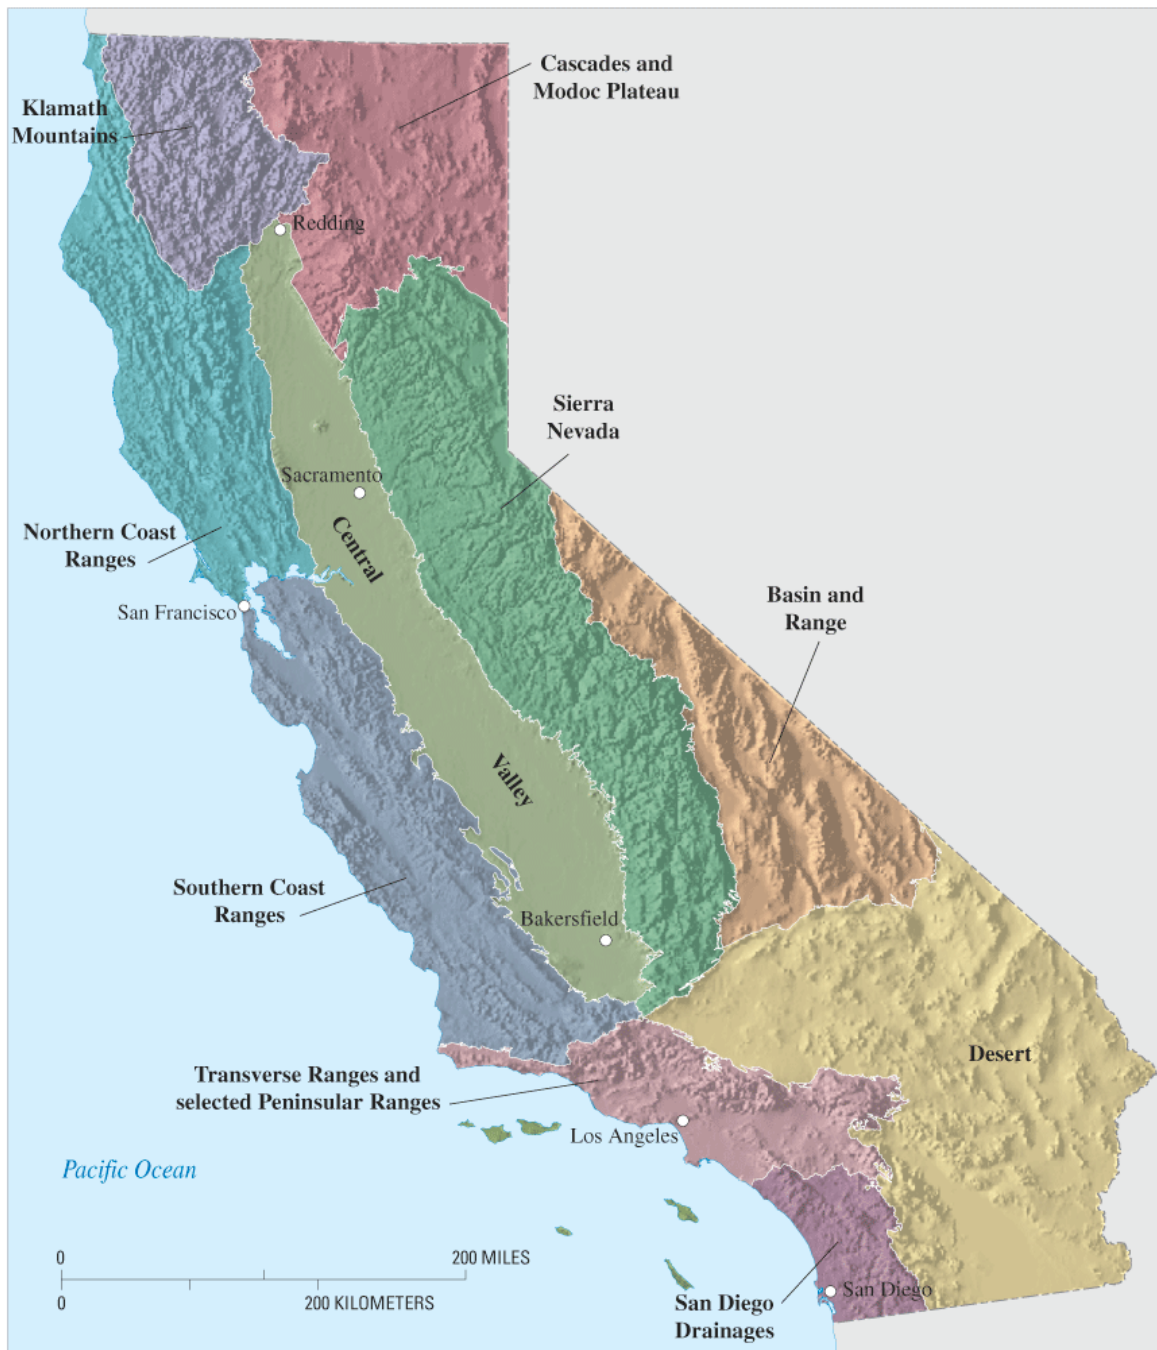 Cascades and
Modoc Plateau
Klamath
Mountains
Redding
Sierra
Nevada
Sacramento
Central
Northern Coast
Ranges
San Francisco
Basin and
Range
Valley
Southern Coast
Ranges
Bakersfield
Desert
Transverse Ranges and
selected Peninsular Ranges
Los Angeles
Pacific Ocean
0 200 MILES
0 200 KILOMETERS
San Diego
San Diego
Drainages